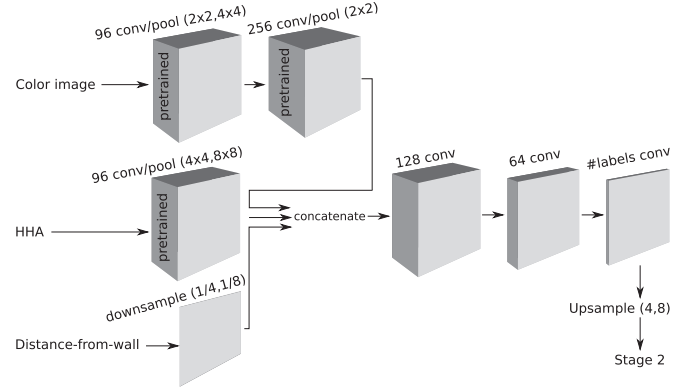 96 conv/pool (2x2,4x4)
256 conv/pool (2x2)
Color image
pretrained
pretrained
96 conv/pool (4x4,8x8)
HHA
pretrained
concatenate
128 conv
64 conv
#labels conv
downsample (1/4,1/8)
Distance-from-wall
Upsample (4,8)
Stage 2